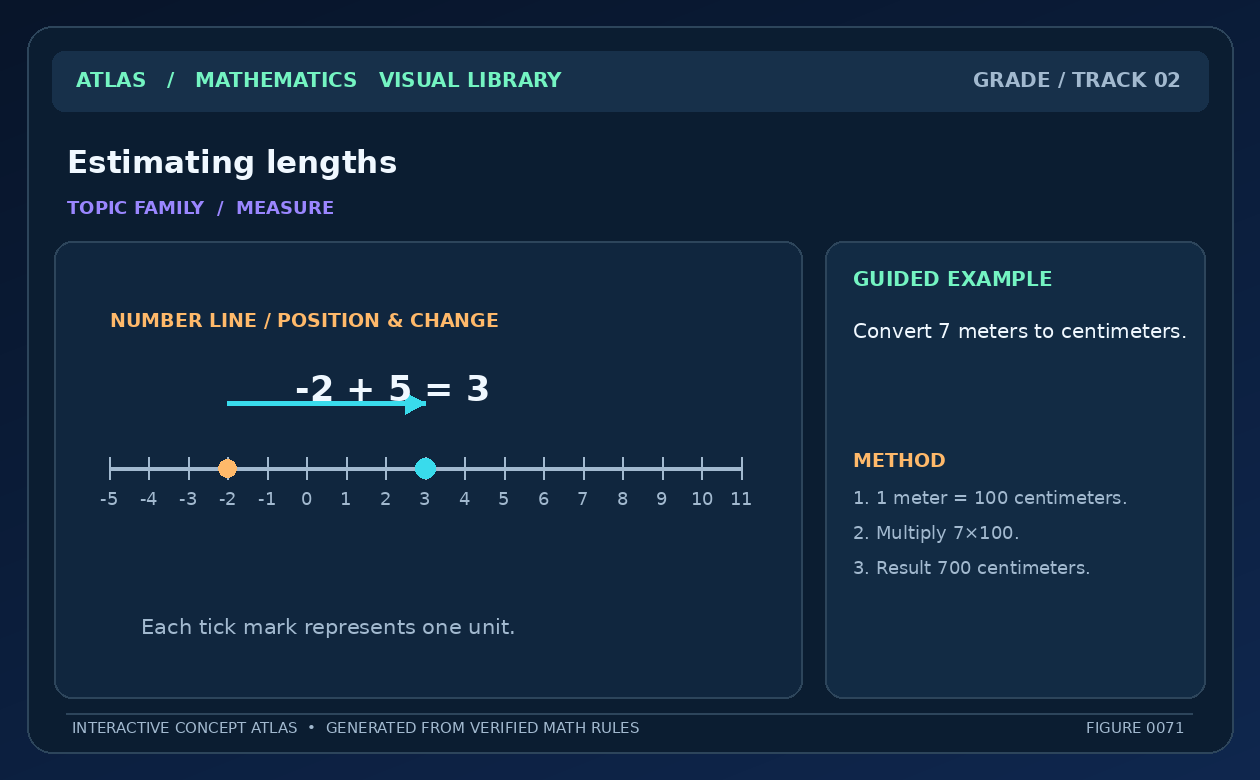 ATLAS / MATHEMATICS VISUAL LIBRARY
GRADE / TRACK 02
Estimating lengths
TOPIC FAMILY / MEASURE
NUMBER LINE / POSITION & CHANGE
-2 + 5 = 3
-5 -4 -3 -2 -1 0 1 2 3 4 5 6 7 8 9 10 11
Each tick mark represents one unit.
GUIDED EXAMPLE
Convert 7 meters to centimeters.
METHOD
1. 1 meter = 100 centimeters.
2. Multiply 7×100.
3. Result 700 centimeters.
INTERACTIVE CONCEPT ATLAS • GENERATED FROM VERIFIED MATH RULES
FIGURE 0071